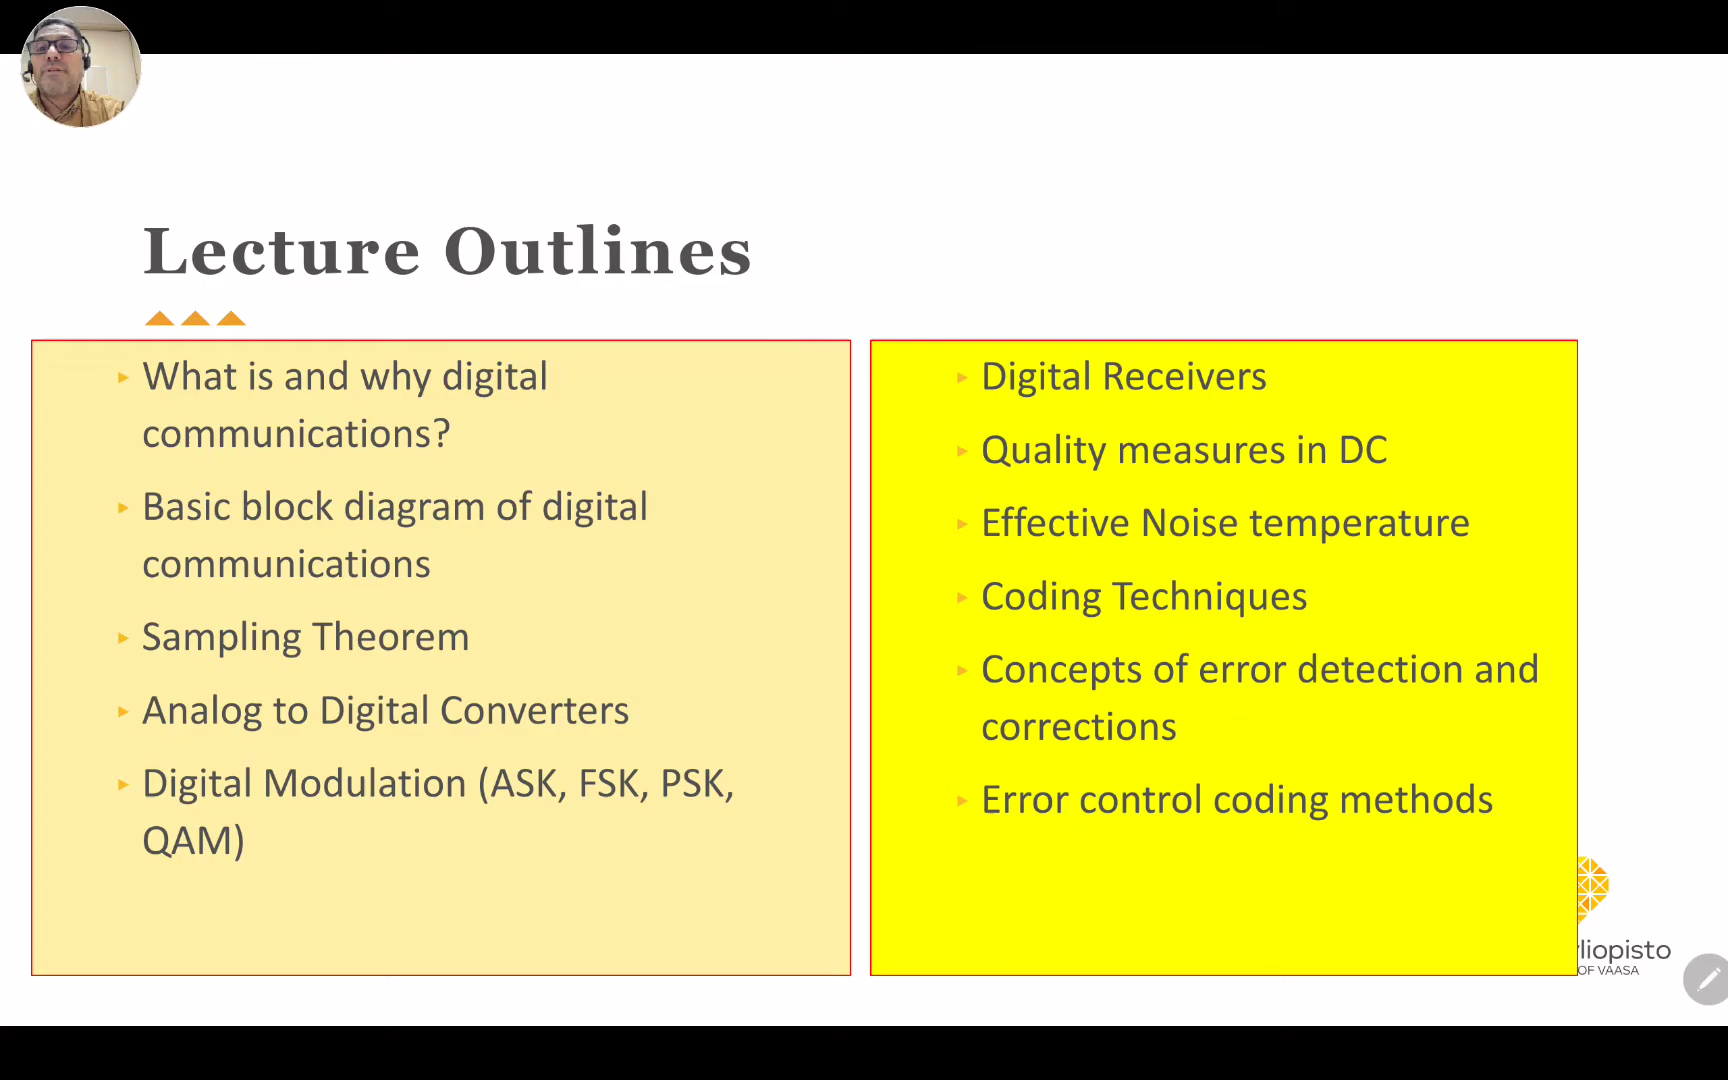 Lecture Outlines
What is and why digital
communications?
Basic block diagram of digital
communications
Sampling Theorem
Analog to Digital Converters
Digital Modulation (ASK, FSK, PSK,
QAM)
Digital Receivers
Quality measures in DC
Effective Noise temperature
Coding Techniques
Concepts of error detection and
corrections
Error control coding methods
liopisto
OF VAASA